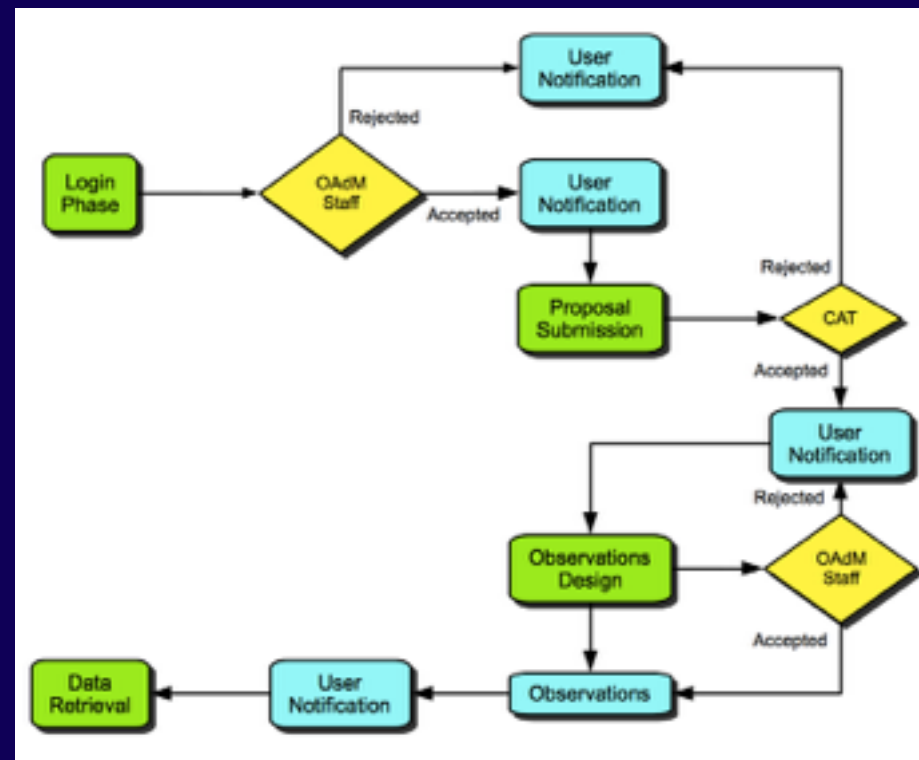 User
Notification
Rejected
Login
Phase
OAdM
Staff
Accepted
User
Notification
Rejected
Proposal
Submission
CAT
Accepted
User
Notification
Rejected
Observations
Design
OAdM
Staff
Accepted
Data
Retrieval
User
Notification
Observations